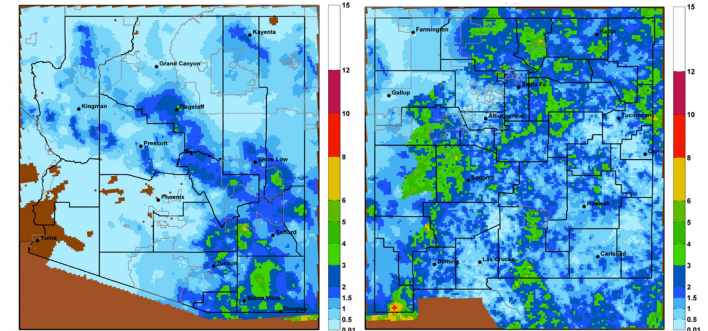 Kayenta
Grand Canyon
Kingman
Flagstaff
Prescott
Show Low
Phoenix
Safford
Yuma
Tucson
Sierra Vista
Douglas
15
12
10
8
6
5
4
3
2
1.5
1
0.5
0.01
Farmington
Gallup
Albuquerque
Tucumcari
Socorro
Roswell
Deming
Las Cruces
Carlsbad
15
12
10
8
6
5
4
3
2
1.5
1
0.5
0.01